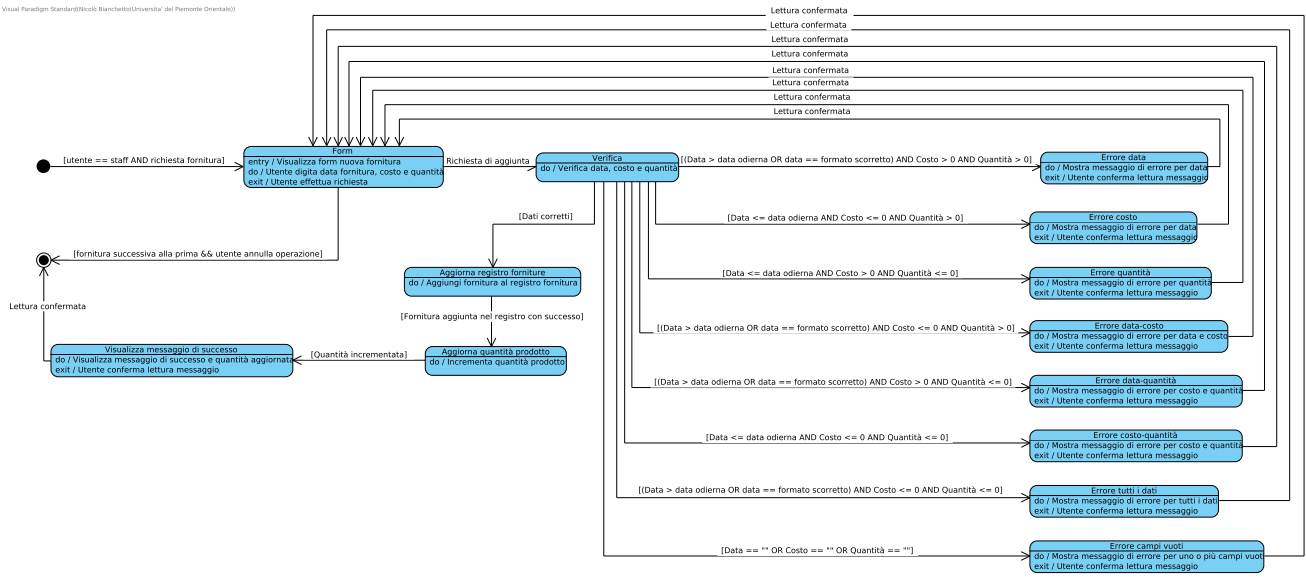 Visual Paradigm Standard(Nicolò Bianchetto(Universita' del Piemonte Orientale))
Lettura confermata
Lettura confermata
Lettura confermata
Lettura confermata
Lettura confermata
Lettura confermata
Lettura confermata
Lettura confermata
[utente == staff AND richiesta fornitura]
Form
entry / Visualizza form nuova fornitura
do / Utente digita data fornitura, costo e quantità
exit / Utente effettua richiesta
Richiesta di aggiunta
Verifica
do / Verifica data, costo e quantità
[(Data > data odierna OR data == formato scorretto) AND Costo > 0 AND Quantità > 0]
Errore data
do / Mostra messaggio di errore per data
exit / Utente conferma lettura messaggio
[Dati corretti]
[Data <= data odierna AND Costo <= 0 AND Quantità > 0]
Errore costo
do / Mostra messaggio di errore per data
exit / Utente conferma lettura messaggio
[fornitura successiva alla prima && utente annulla operazione]
Aggiorna registro forniture
do / Aggiungi fornitura al registro fornitura
[Data <= data odierna AND Costo > 0 AND Quantità <= 0]
Errore quantità
do / Mostra messaggio di errore per quantità
exit / Utente conferma lettura messaggio
Lettura confermata
[Fornitura aggiunta nel registro con successo]
[(Data > data odierna OR data == formato scorretto) AND Costo <= 0 AND Quantità > 0]
Errore data-costo
do / Mostra messaggio di errore per data e costo
exit / Utente conferma lettura messaggio
Visualizza messaggio di successo
do / Visualizza messaggio di successo e quantità aggiornata
exit / Utente conferma lettura messaggio
[Quantità incrementata]
Aggiorna quantità prodotto
do / Incrementa quantità prodotto
[(Data > data odierna OR data == formato scorretto) AND Costo > 0 AND Quantità <= 0]
Errore data-quantità
do / Mostra messaggio di errore per costo e quantità
exit / Utente conferma lettura messaggio
[Data <= data odierna AND Costo <= 0 AND Quantità <= 0]
Errore costo-quantità
do / Mostra messaggio di errore per costo e quantità
exit / Utente conferma lettura messaggio
[(Data > data odierna OR data == formato scorretto) AND Costo <= 0 AND Quantità <= 0]
Errore tutti i dati
do / Mostra messaggio di errore per tutti i dati
exit / Utente conferma lettura messaggio
[Data == "" OR Costo == "" OR Quantità == ""]
Errore campi vuoti
do / Mostra messaggio di errore per uno o più campi vuoti
exit / Utente conferma lettura messaggio